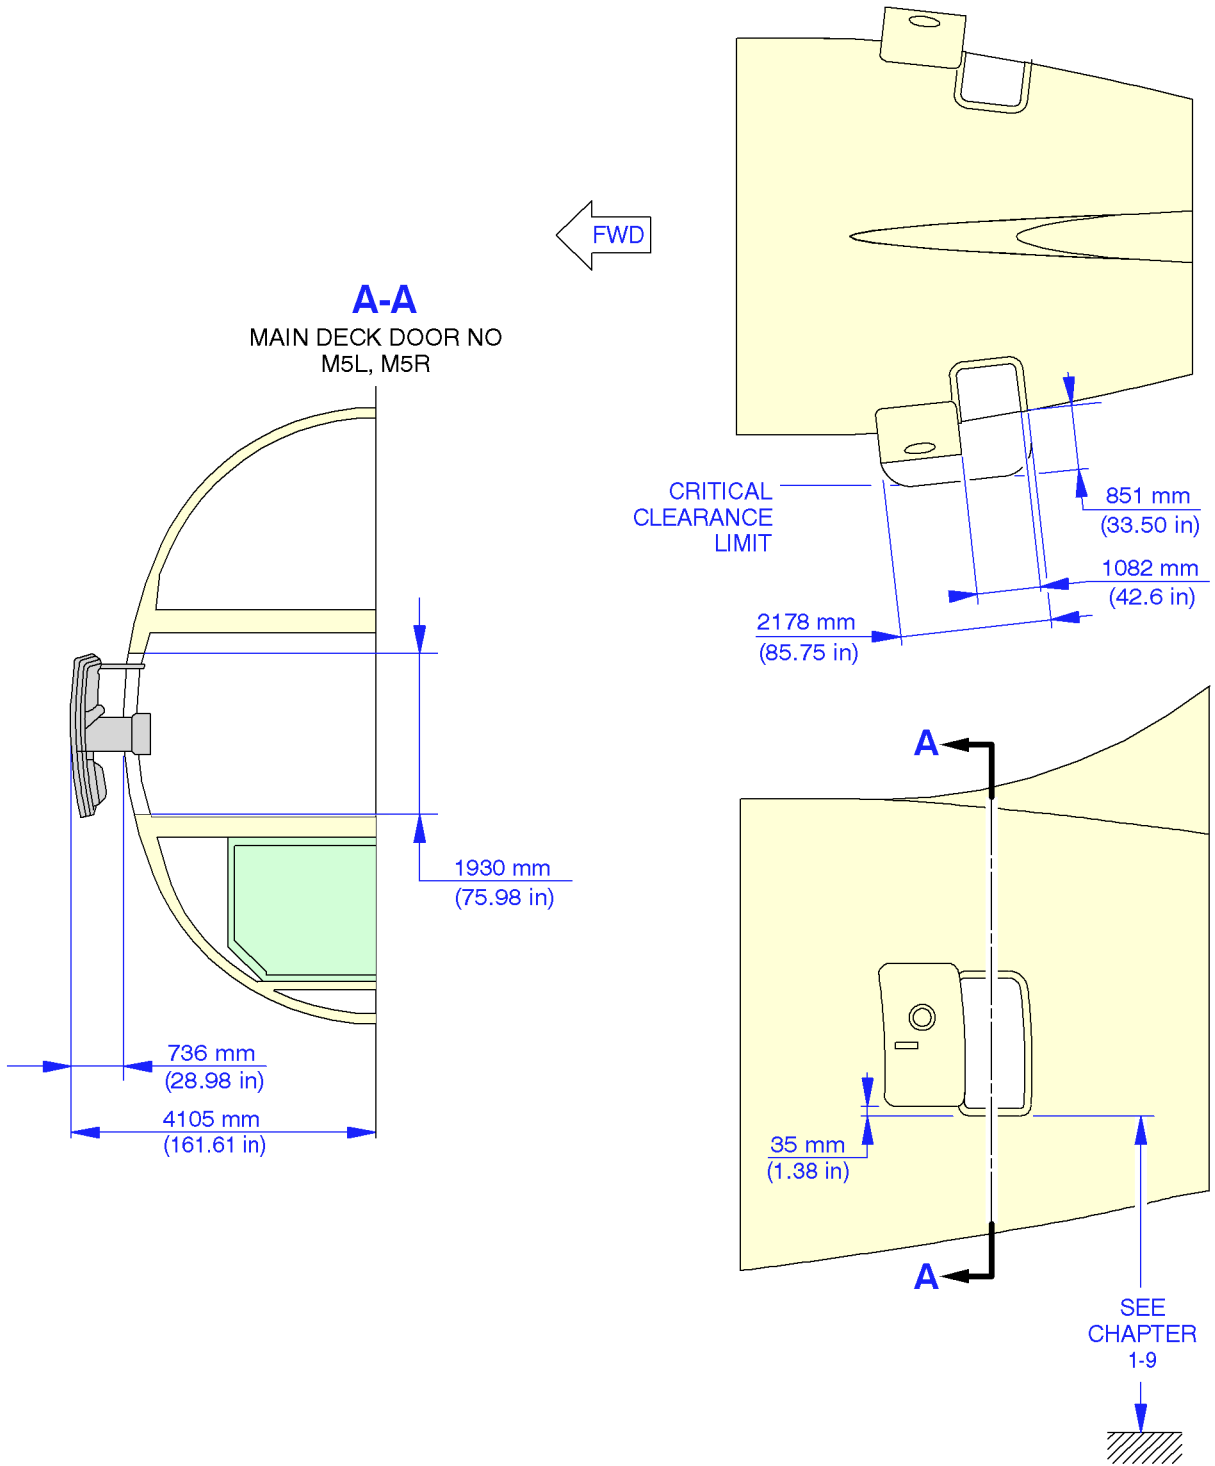 FWD
A-A
MAIN DECK DOOR NO
M5L, M5R
CRITICAL
CLEARANCE
LIMIT
851 mm
(33.50 in)
1082 mm
(42.6 in)
2178 mm
(85.75 in)
A
1930 mm
(75.98 in)
736 mm
(28.98 in)
4105 mm
(161.61 in)
35 mm
(1.38 in)
A
SEE
CHAPTER
1-9